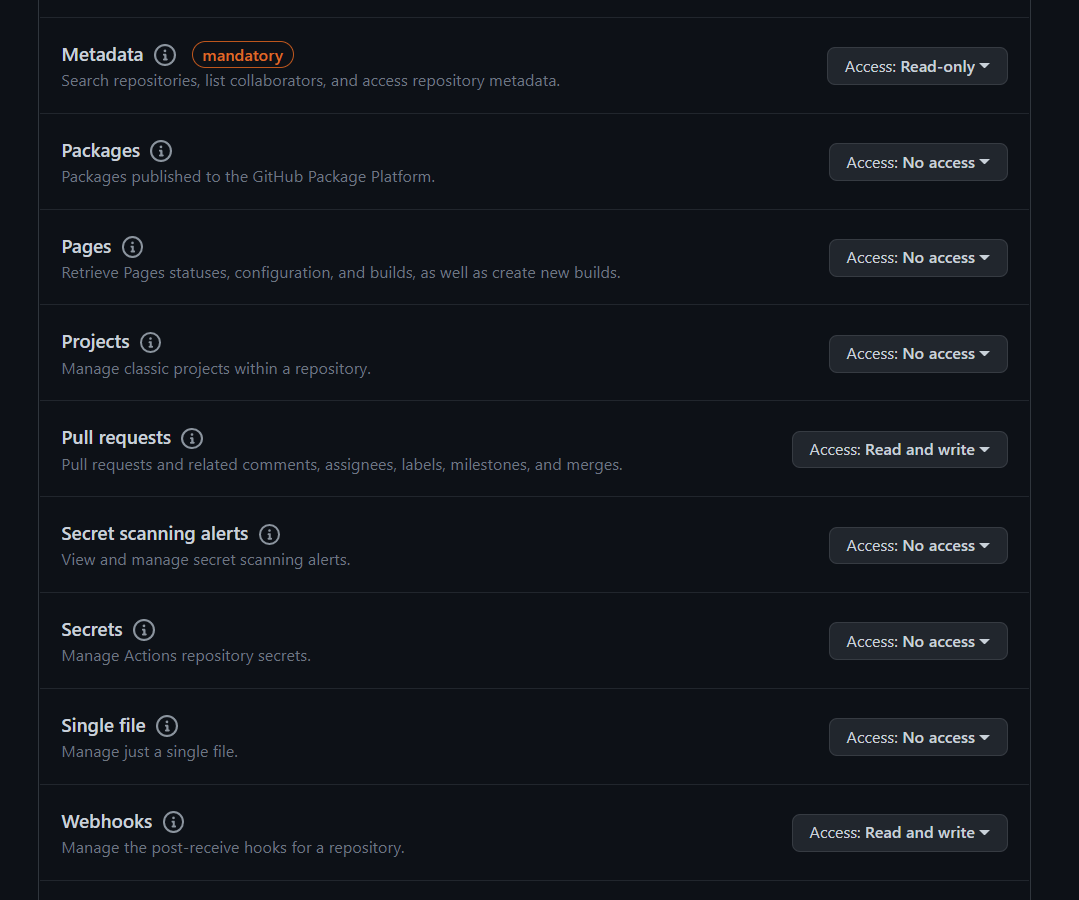 Metadata mandatory
Search repositories, list collaborators, and access repository metadata.
Access: Read-only
Packages
Packages published to the GitHub Package Platform.
Access: No access
Pages
Retrieve Pages statuses, configuration, and builds, as well as create new builds.
Access: No access
Projects
Manage classic projects within a repository.
Access: No access
Pull requests
Pull requests and related comments, assignees, labels, milestones, and merges.
Access: Read and write
Secret scanning alerts
View and manage secret scanning alerts.
Access: No access
Secrets
Manage Actions repository secrets.
Access: No access
Single file
Manage just a single file.
Access: No access
Webhooks
Manage the post-receive hooks for a repository.
Access: Read and write